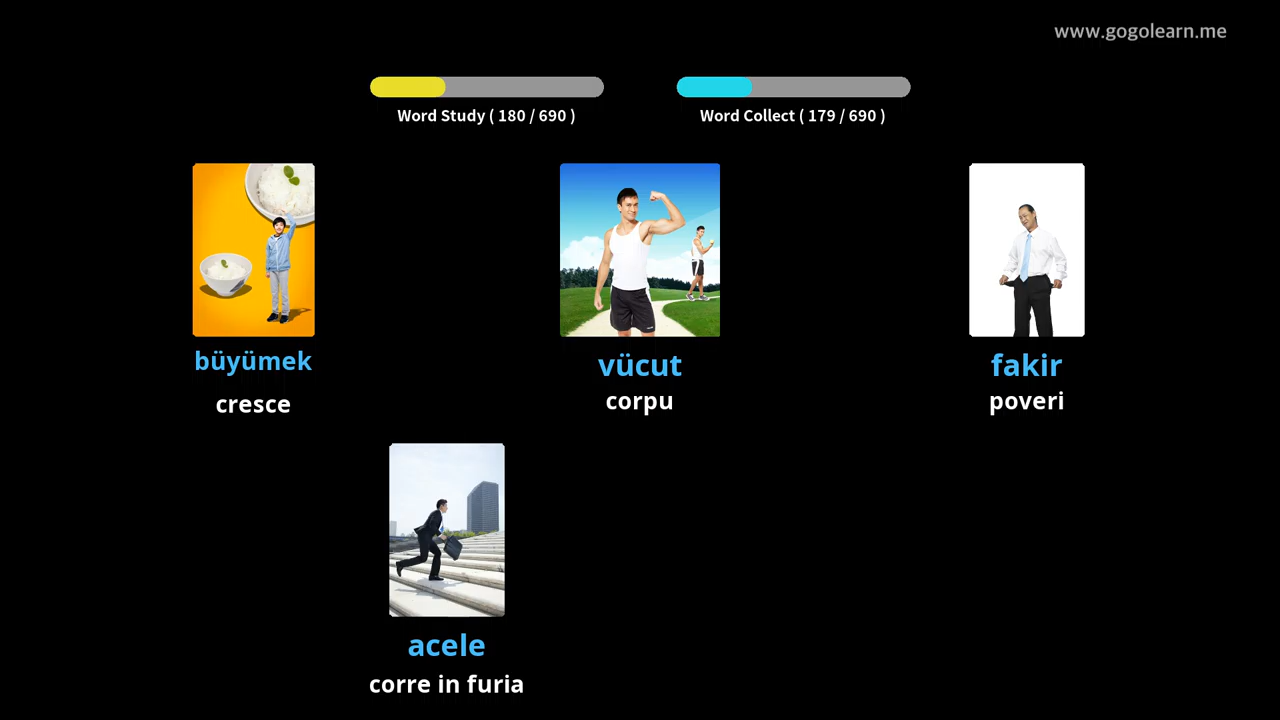 www.gogolearn.me
Word Study ( 180 / 690 )
Word Collect ( 179 / 690 )
büyümek
cresce
vücut
corpu
fakir
poveri
acele
corre in furia